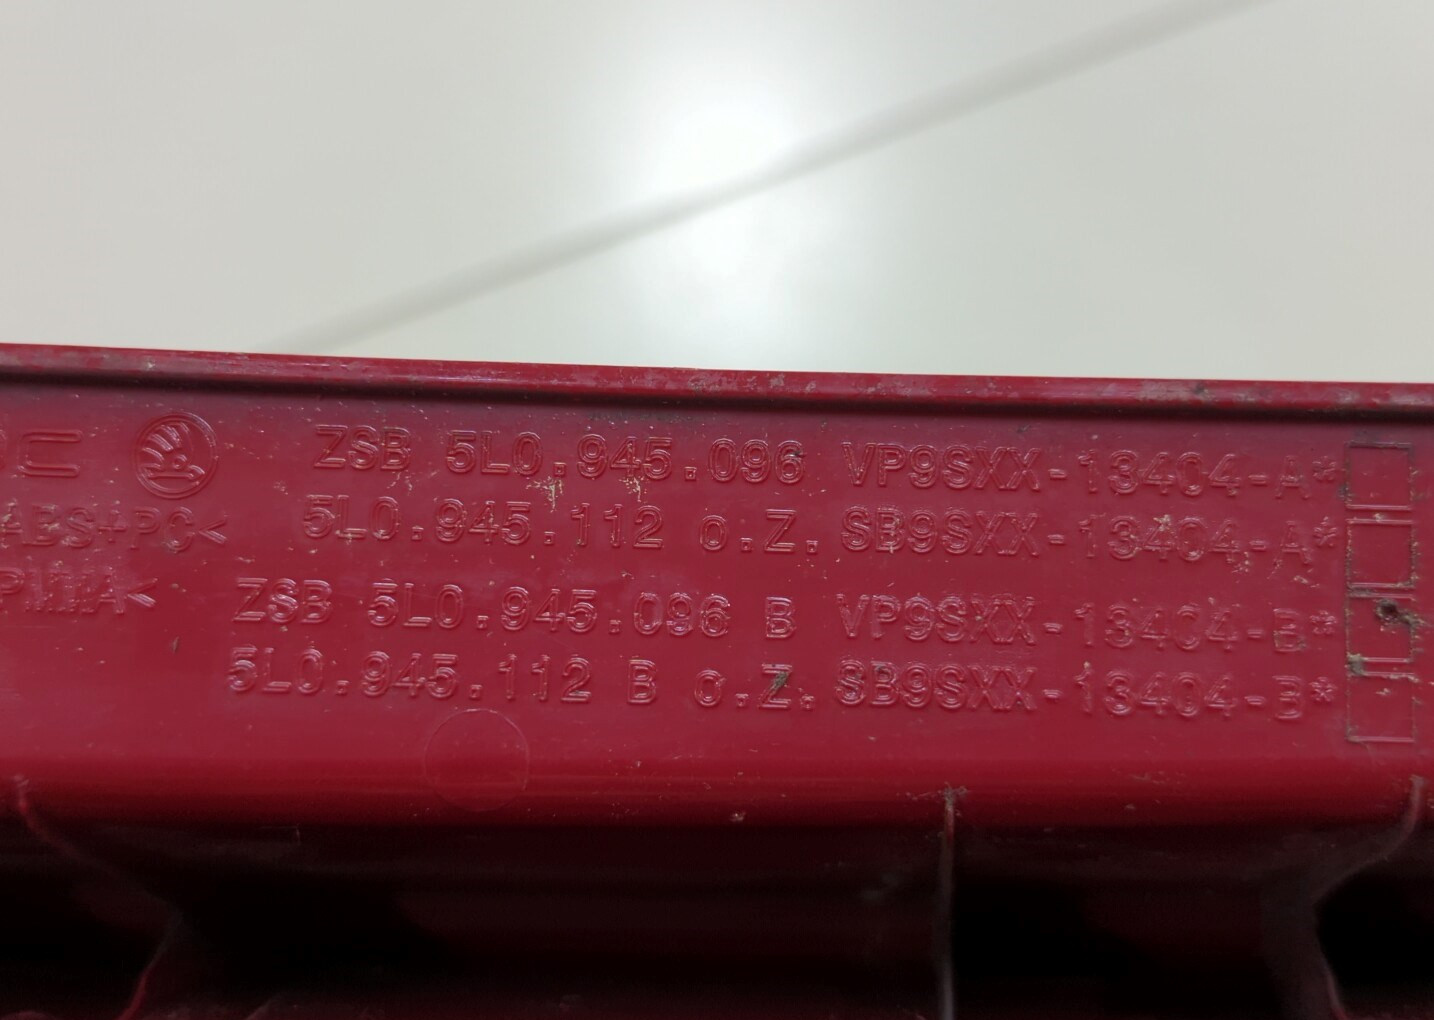 ZSB 5L0.945.096 VP9SXX-13404-A*
>ABS+PC< 5L0.945.112 o.Z. SB9SXX-13404-A*
PMMA< ZSB 5L0.945.096 B VP9SXX-13404-B*
5L0.945.112 B o.Z. SB9SXX-13404-B*